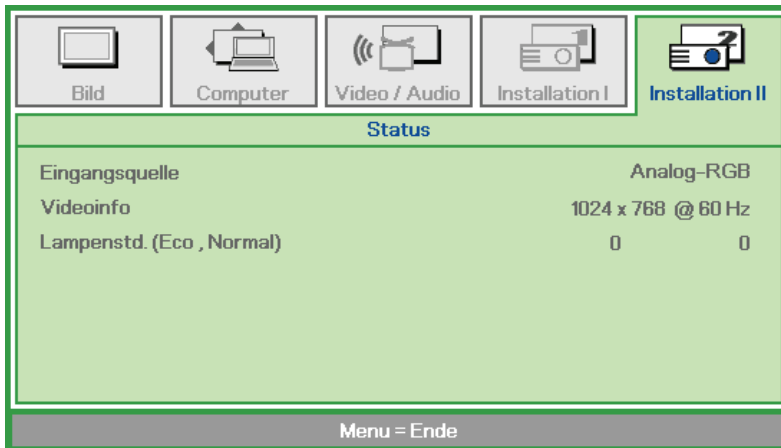 Bild Computer Video / Audio Installation I Installation II
Status
Eingangsquelle Analog-RGB
Videoinfo 1024 x 768 @ 60 Hz
Lampenstd. (Eco , Normal) 0 0
Menu = Ende